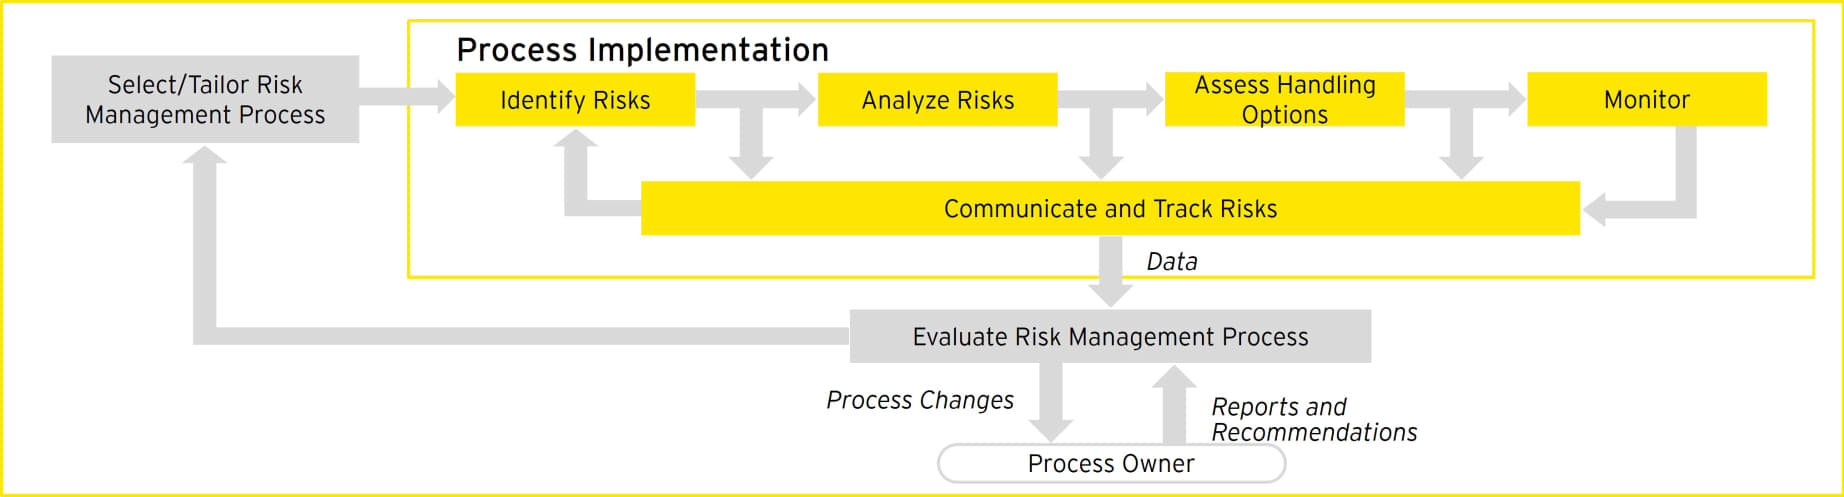 Process Implementation
Select/Tailor Risk
Management Process
Identify Risks
Analyze Risks
Assess Handling
Options
Monitor
Communicate and Track Risks
Data
Evaluate Risk Management Process
Process Changes
Reports and
Recommendations
Process Owner